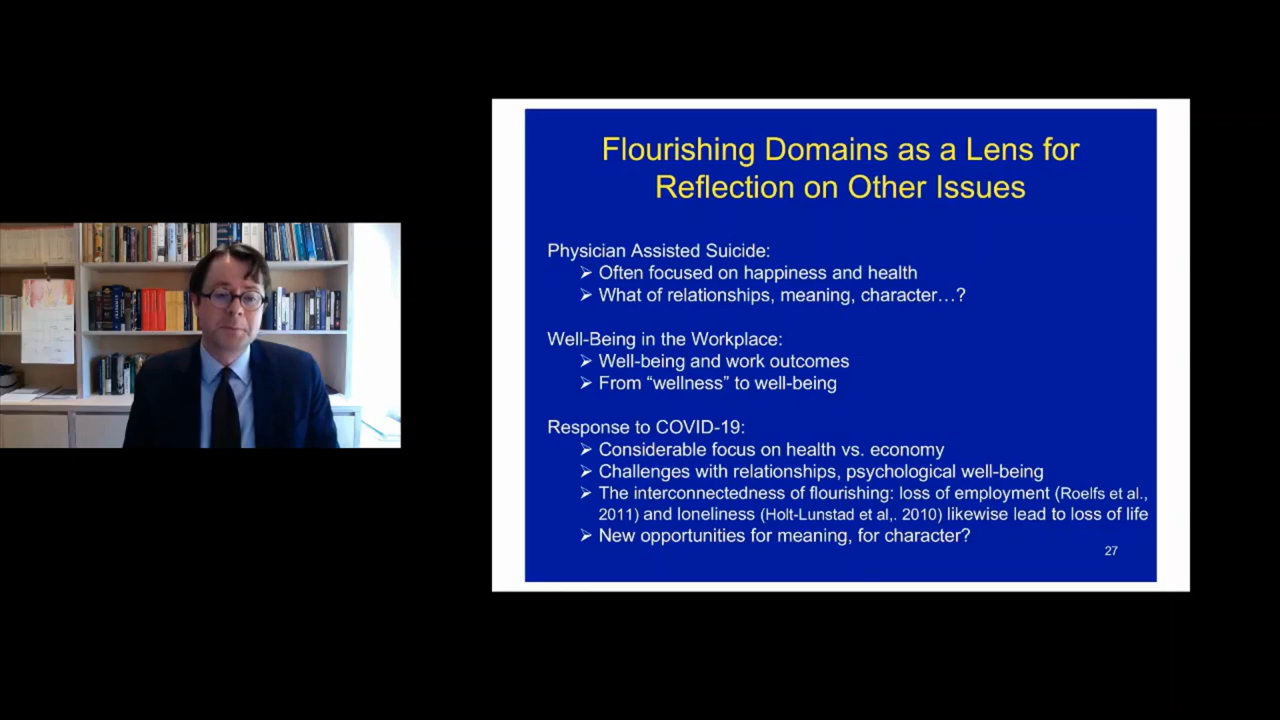 Flourishing Domains as a Lens for
Reflection on Other Issues
Physician Assisted Suicide:
➢ Often focused on happiness and health
➢ What of relationships, meaning, character…?
Well-Being in the Workplace:
➢ Well-being and work outcomes
➢ From “wellness” to well-being
Response to COVID-19:
➢ Considerable focus on health vs. economy
➢ Challenges with relationships, psychological well-being
➢ The interconnectedness of flourishing: loss of employment (Roelfs et al.,
2011) and loneliness (Holt-Lunstad et al,. 2010) likewise lead to loss of life
➢ New opportunities for meaning, for character?
27